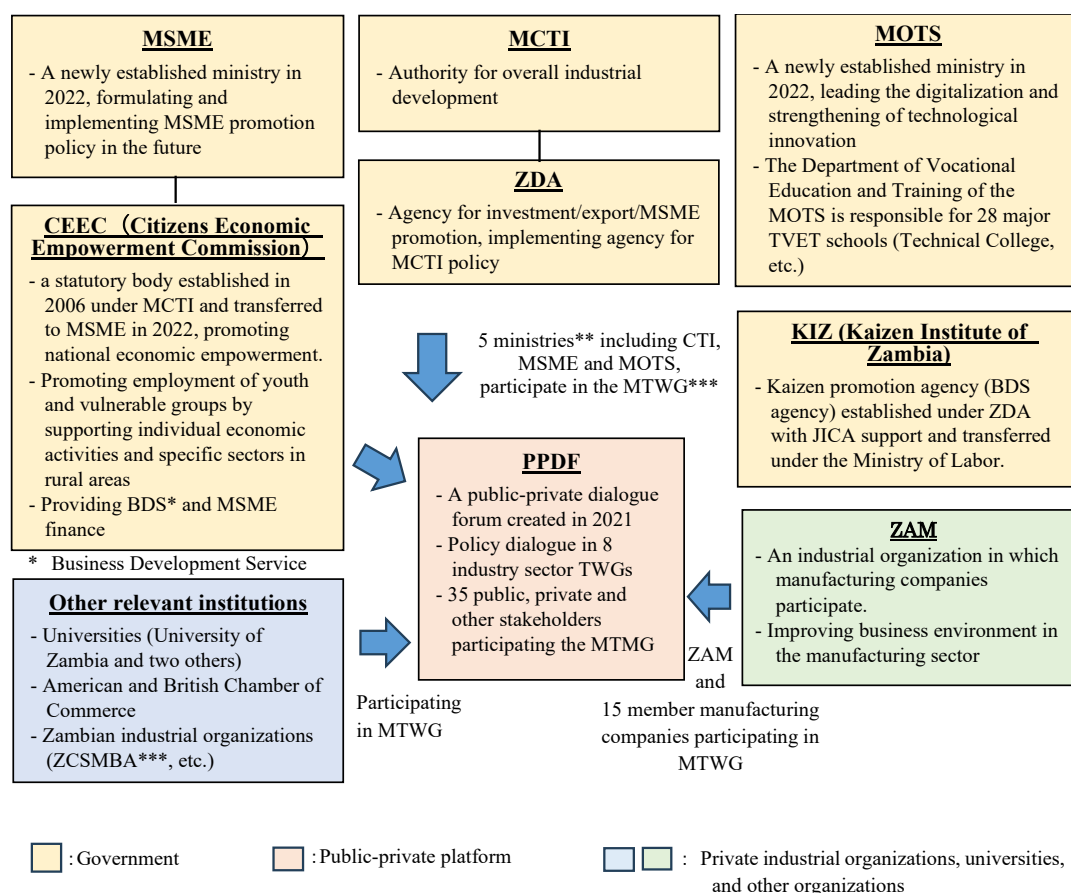 MSME
- A newly established ministry in
2022, formulating and
implementing MSME promotion
policy in the future
MCTI
- Authority for overall industrial
development
MOTS
- A newly established ministry in
2022, leading the digitalization and
strengthening of technological
innovation
- The Department of Vocational
Education and Training of the
MOTS is responsible for 28 major
TVET schools (Technical College,
etc.)
ZDA
- Agency for investment/export/MSME
promotion, implementing agency for
MCTI policy
CEEC（Citizens Economic
Empowerment Commission）
- a statutory body established in
2006 under MCTI and transferred
to MSME in 2022, promoting
national economic empowerment.
- Promoting employment of youth
and vulnerable groups by
supporting individual economic
activities and specific sectors in
rural areas
- Providing BDS* and MSME
finance
* Business Development Service
5 ministries** including CTI,
MSME and MOTS,
participate in the MTWG***
KIZ (Kaizen Institute of
Zambia)
- Kaizen promotion agency (BDS
agency) established under ZDA
with JICA support and transferred
under the Ministry of Labor.
PPDF
- A public-private dialogue
forum created in 2021
- Policy dialogue in 8
industry sector TWGs
- 35 public, private and
other stakeholders
participating the MTMG
ZAM
- An industrial organization in which
manufacturing companies
participate.
- Improving business environment in
the manufacturing sector
Other relevant institutions
- Universities (University of
Zambia and two others)
- American and British Chamber of
Commerce
- Zambian industrial organizations
(ZCSMBA***, etc.)
Participating
in MTWG
ZAM
and
15 member manufacturing
companies participating in
MTWG
: Government
: Public-private platform
: Private industrial organizations, universities,
and other organizations